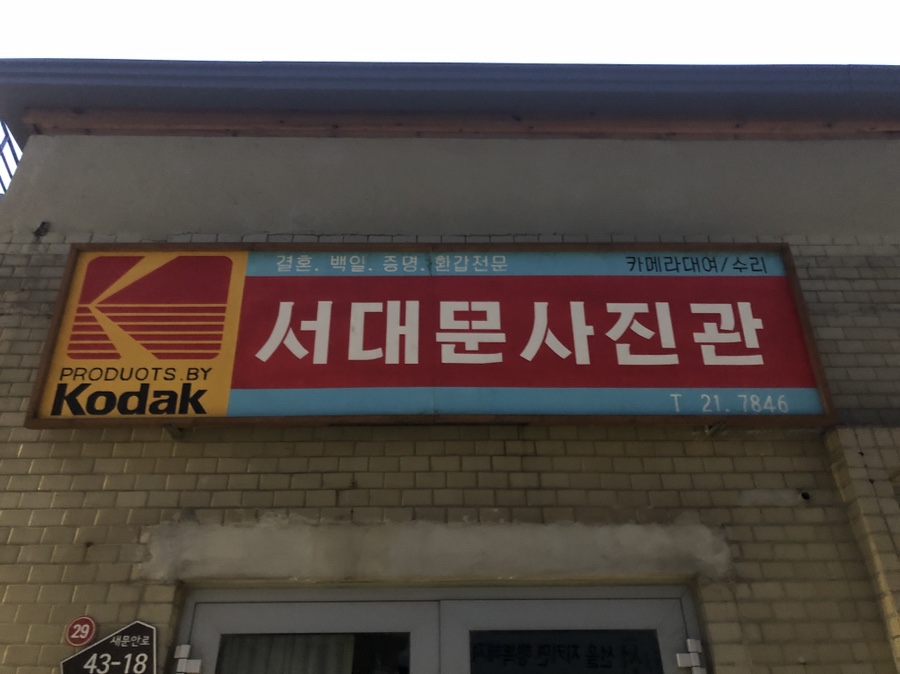 결혼. 백일. 증명. 환갑전문
카메라대여/수리
서대문사진관
PRODUOTS.BY
Kodak
T 21.7846
29
새문안로
43-18